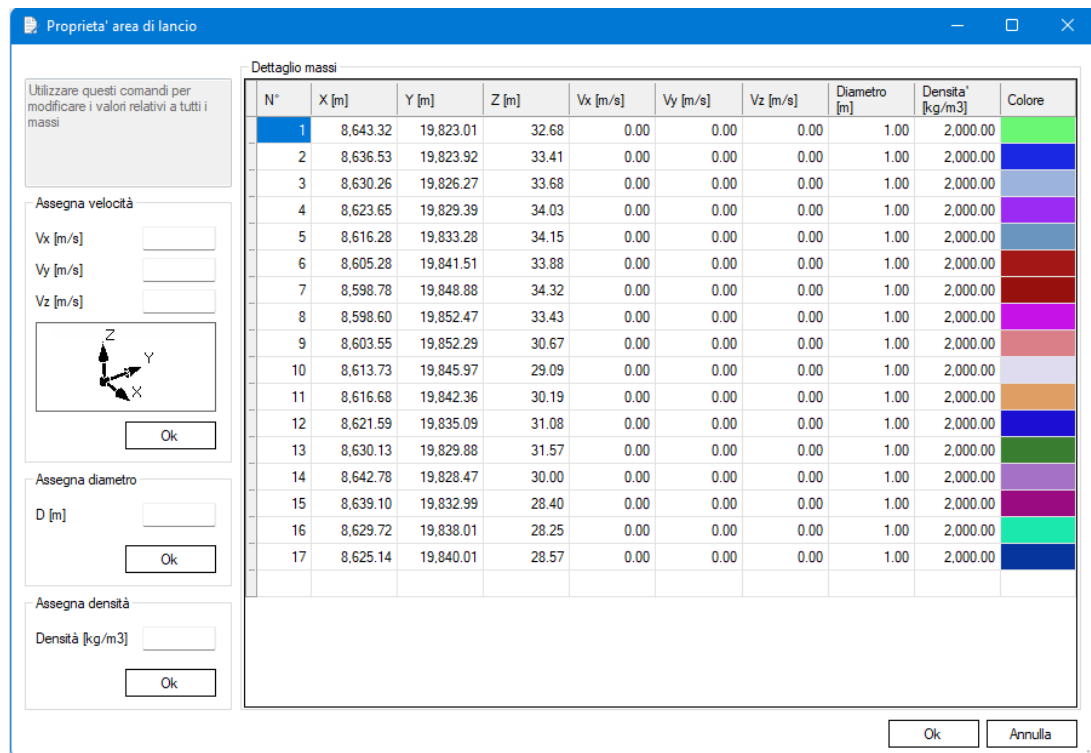 Proprieta' area di lancio
Utilizzare questi comandi per
modificare i valori relativi a tutti i
massi
Assegna velocità
Vx [m/s]
Vy [m/s]
Vz [m/s]
Z
Y
X
Ok
Assegna diametro
D [m]
Ok
Assegna densità
Densità [kg/m3]
Ok
Dettaglio massi
N° X [m] Y [m] Z [m] Vx [m/s] Vy [m/s] Vz [m/s] Diametro [m] Densita' [kg/m3] Colore
1 8,643.32 19,823.01 32.68 0.00 0.00 0.00 1.00 2,000.00
2 8,636.53 19,823.92 33.41 0.00 0.00 0.00 1.00 2,000.00
3 8,630.26 19,826.27 33.68 0.00 0.00 0.00 1.00 2,000.00
4 8,623.65 19,829.39 34.03 0.00 0.00 0.00 1.00 2,000.00
5 8,616.28 19,833.28 34.15 0.00 0.00 0.00 1.00 2,000.00
6 8,605.28 19,841.51 33.88 0.00 0.00 0.00 1.00 2,000.00
7 8,598.78 19,848.88 34.32 0.00 0.00 0.00 1.00 2,000.00
8 8,598.60 19,852.47 33.43 0.00 0.00 0.00 1.00 2,000.00
9 8,603.55 19,852.29 30.67 0.00 0.00 0.00 1.00 2,000.00
10 8,613.73 19,845.97 29.09 0.00 0.00 0.00 1.00 2,000.00
11 8,616.68 19,842.36 30.19 0.00 0.00 0.00 1.00 2,000.00
12 8,621.59 19,835.09 31.08 0.00 0.00 0.00 1.00 2,000.00
13 8,630.13 19,829.88 31.57 0.00 0.00 0.00 1.00 2,000.00
14 8,642.78 19,828.47 30.00 0.00 0.00 0.00 1.00 2,000.00
15 8,639.10 19,832.99 28.40 0.00 0.00 0.00 1.00 2,000.00
16 8,629.72 19,838.01 28.25 0.00 0.00 0.00 1.00 2,000.00
17 8,625.14 19,840.01 28.57 0.00 0.00 0.00 1.00 2,000.00
Ok Annulla